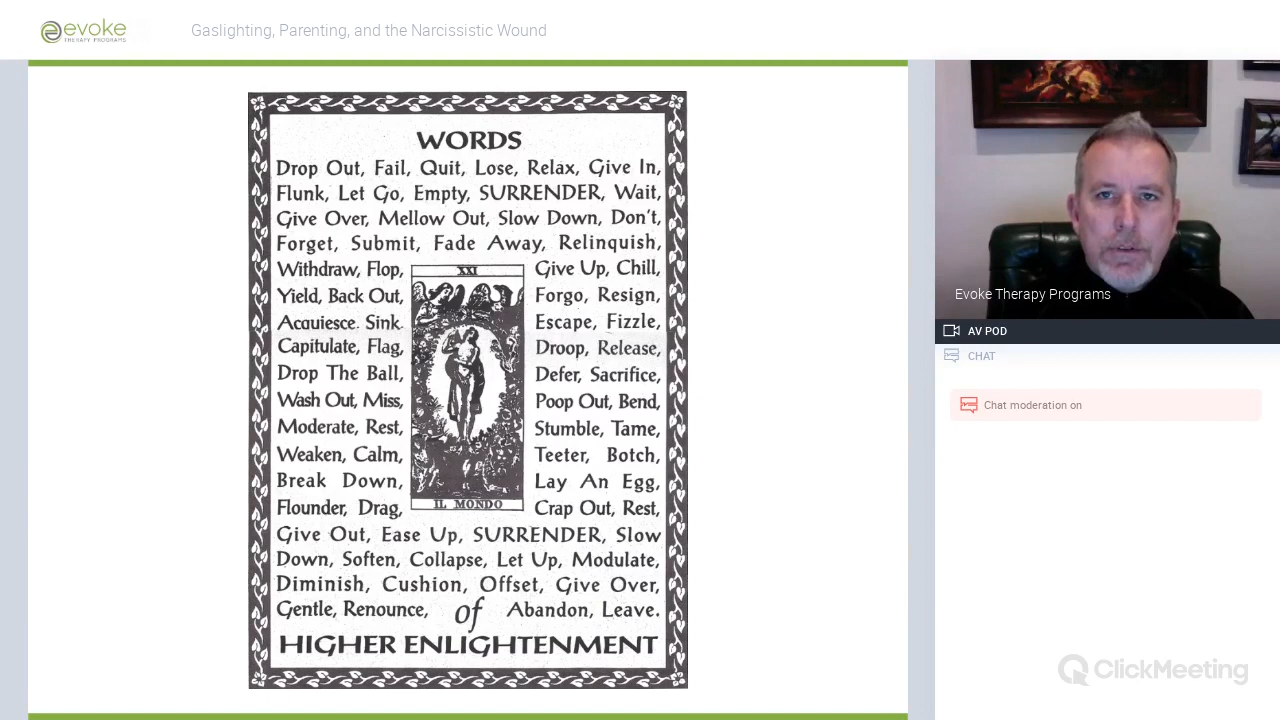 evoke
THERAPY PROGRAMS
Gaslighting, Parenting, and the Narcissistic Wound
WORDS
Drop Out, Fail, Quit, Lose, Relax, Give In,
Flunk, Let Go, Empty, SURRENDER, Wait,
Give Over, Mellow Out, Slow Down, Don't,
Forget, Submit, Fade Away, Relinquish,
Withdraw, Flop,
Yield, Back Out,
Acquiesce, Sink,
Capitulate, Flag,
Drop The Ball,
Wash Out, Miss,
Moderate, Rest,
Weaken, Calm,
Break Down,
Flounder, Drag,
XXI
IL MONDO
Give Up, Chill,
Forgo, Resign,
Escape, Fizzle,
Droop, Release,
Defer, Sacrifice,
Poop Out, Bend,
Stumble, Tame,
Teeter, Botch,
Lay An Egg,
Crap Out, Rest,
Give Out, Ease Up, SURRENDER, Slow
Down, Soften, Collapse, Let Up, Modulate,
Diminish, Cushion, Offset, Give Over,
Gentle, Renounce, of Abandon, Leave.
HIGHER ENLIGHTENMENT
Evoke Therapy Programs
AV POD
CHAT
Chat moderation on
ClickMeeting